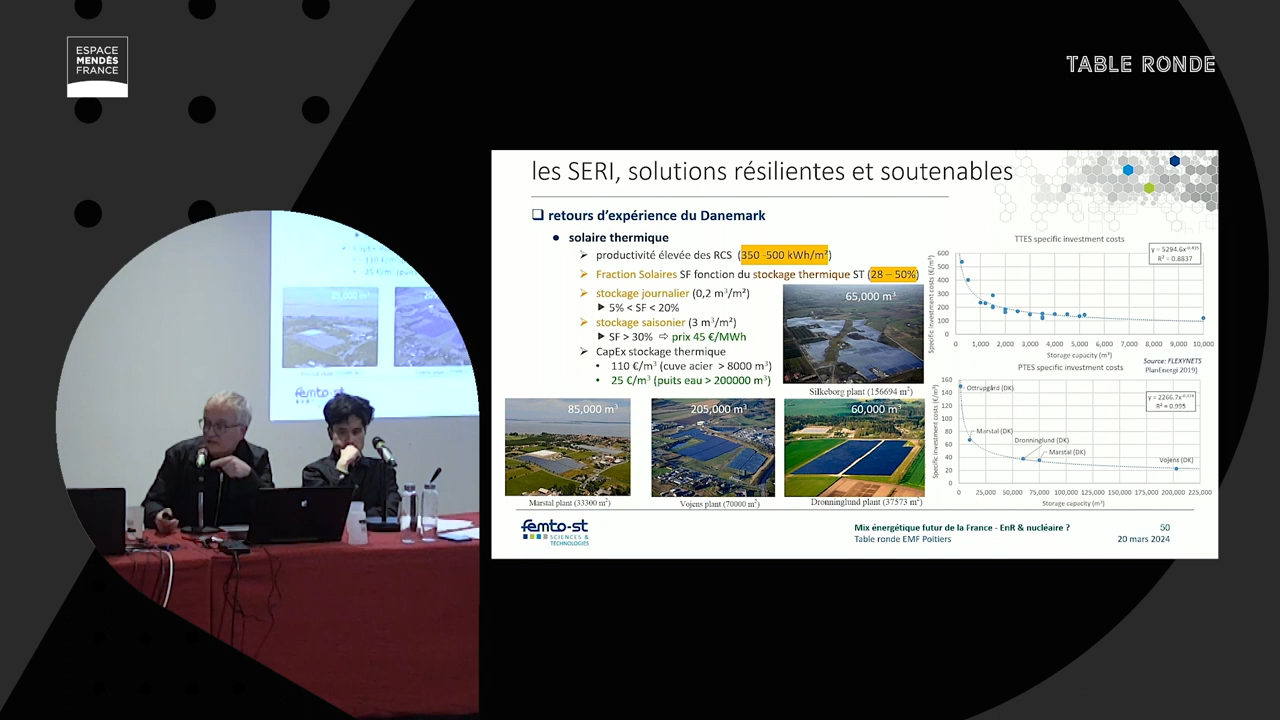 ESPACE
MENDÈS
FRANCE
TABLE RONDE
les SERI, solutions résilientes et soutenables
❑ retours d'expérience du Danemark
• solaire thermique
➢ productivité élevée des RCS (350 -500 kWh/m²)
➢ Fraction Solaires SF fonction du stockage thermique ST (28 – 50%)
➢ stockage journalier (0,2 m³/m²)
▶ 5% < SF < 20%
➢ stockage saisonier (3 m³/m²)
▶ SF > 30% ⇨ prix 45 €/MWh
➢ CapEx stockage thermique
• 110 €/m³ (cuve acier > 8000 m³)
• 25 €/m³ (puits eau > 200000 m³)
65,000 m³
Silkeborg plant (156694 m²)
85,000 m³
Marstal plant (33300 m²)
205,000 m³
Vojens plant (70000 m²)
60,000 m³
Dronninglund plant (37573 m²)
TTES specific investment costs
R² = 0.8837
Specific investment costs (€/m³)
600
500
400
300
200
100
0
0 1,000 2,000 3,000 4,000 5,000 6,000 7,000 8,000 9,000 10,000
Storage capacity (m³)
Source: FLEXYNETS
PlanEnergi 2019)
PTES specific investment costs
R² = 0.995
Specific investment costs (€/m³)
160
140
120
100
80
60
40
20
0
Ottrupgård (DK)
Marstal (DK)
Dronninglund (DK)
Marstal (DK)
Vojens (DK)
0 25,000 50,000 75,000 100,000 125,000 150,000 175,000 200,000 225,000
Storage capacity (m³)
femto-st
SCIENCES &
TECHNOLOGIES
Mix énergétique futur de la France - EnR & nucléaire ?
Table ronde EMF Poitiers
50
20 mars 2024
femto-st